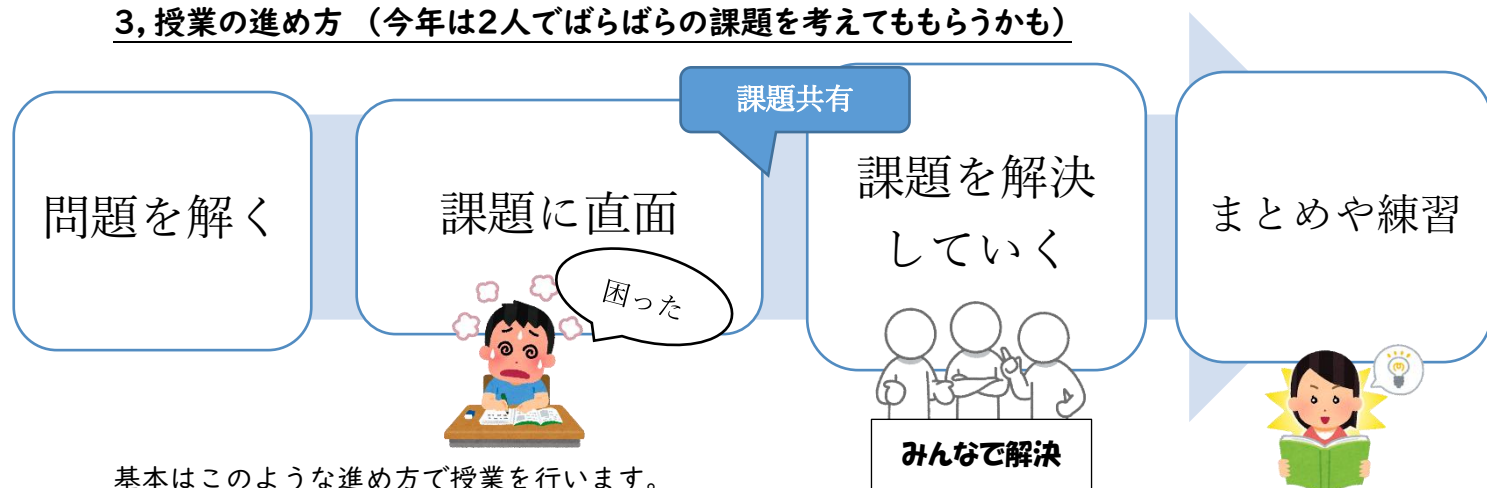 3,授業の進め方 （今年は2人でばらばらの課題を考えてももらうかも）
課題共有
問題を解く
課題に直面
困った
課題を解決
していく
みんなで解決
まとめや練習
基本はこのような進め方で授業を行います。